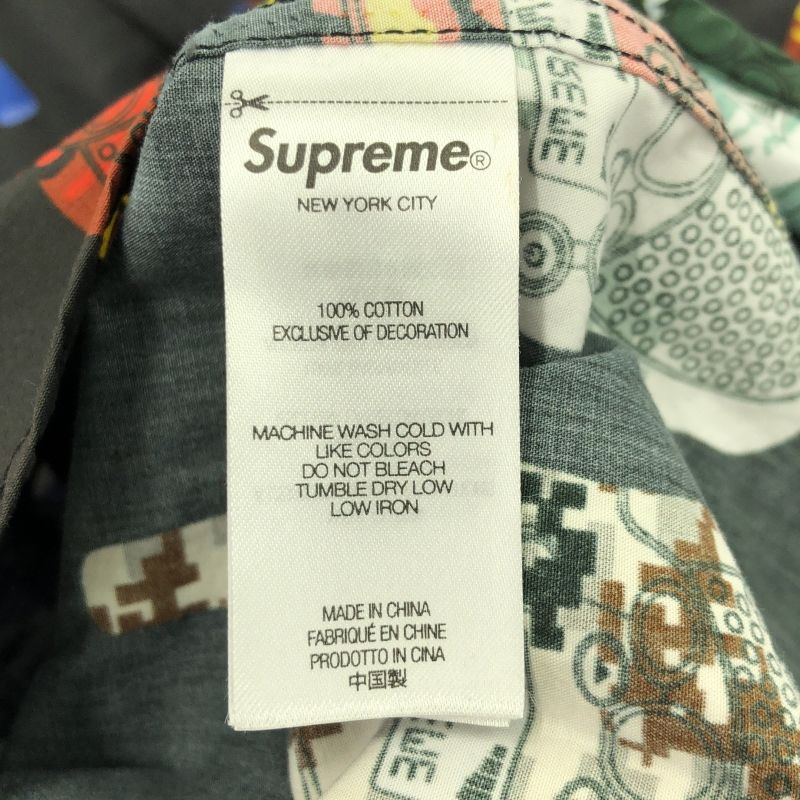 Supreme®
NEW YORK CITY
100% COTTON
EXCLUSIVE OF DECORATION
MACHINE WASH COLD WITH
LIKE COLORS
DO NOT BLEACH
TUMBLE DRY LOW
LOW IRON
MADE IN CHINA
FABRIQUÉ EN CHINE
PRODOTTO IN CINA
中国製